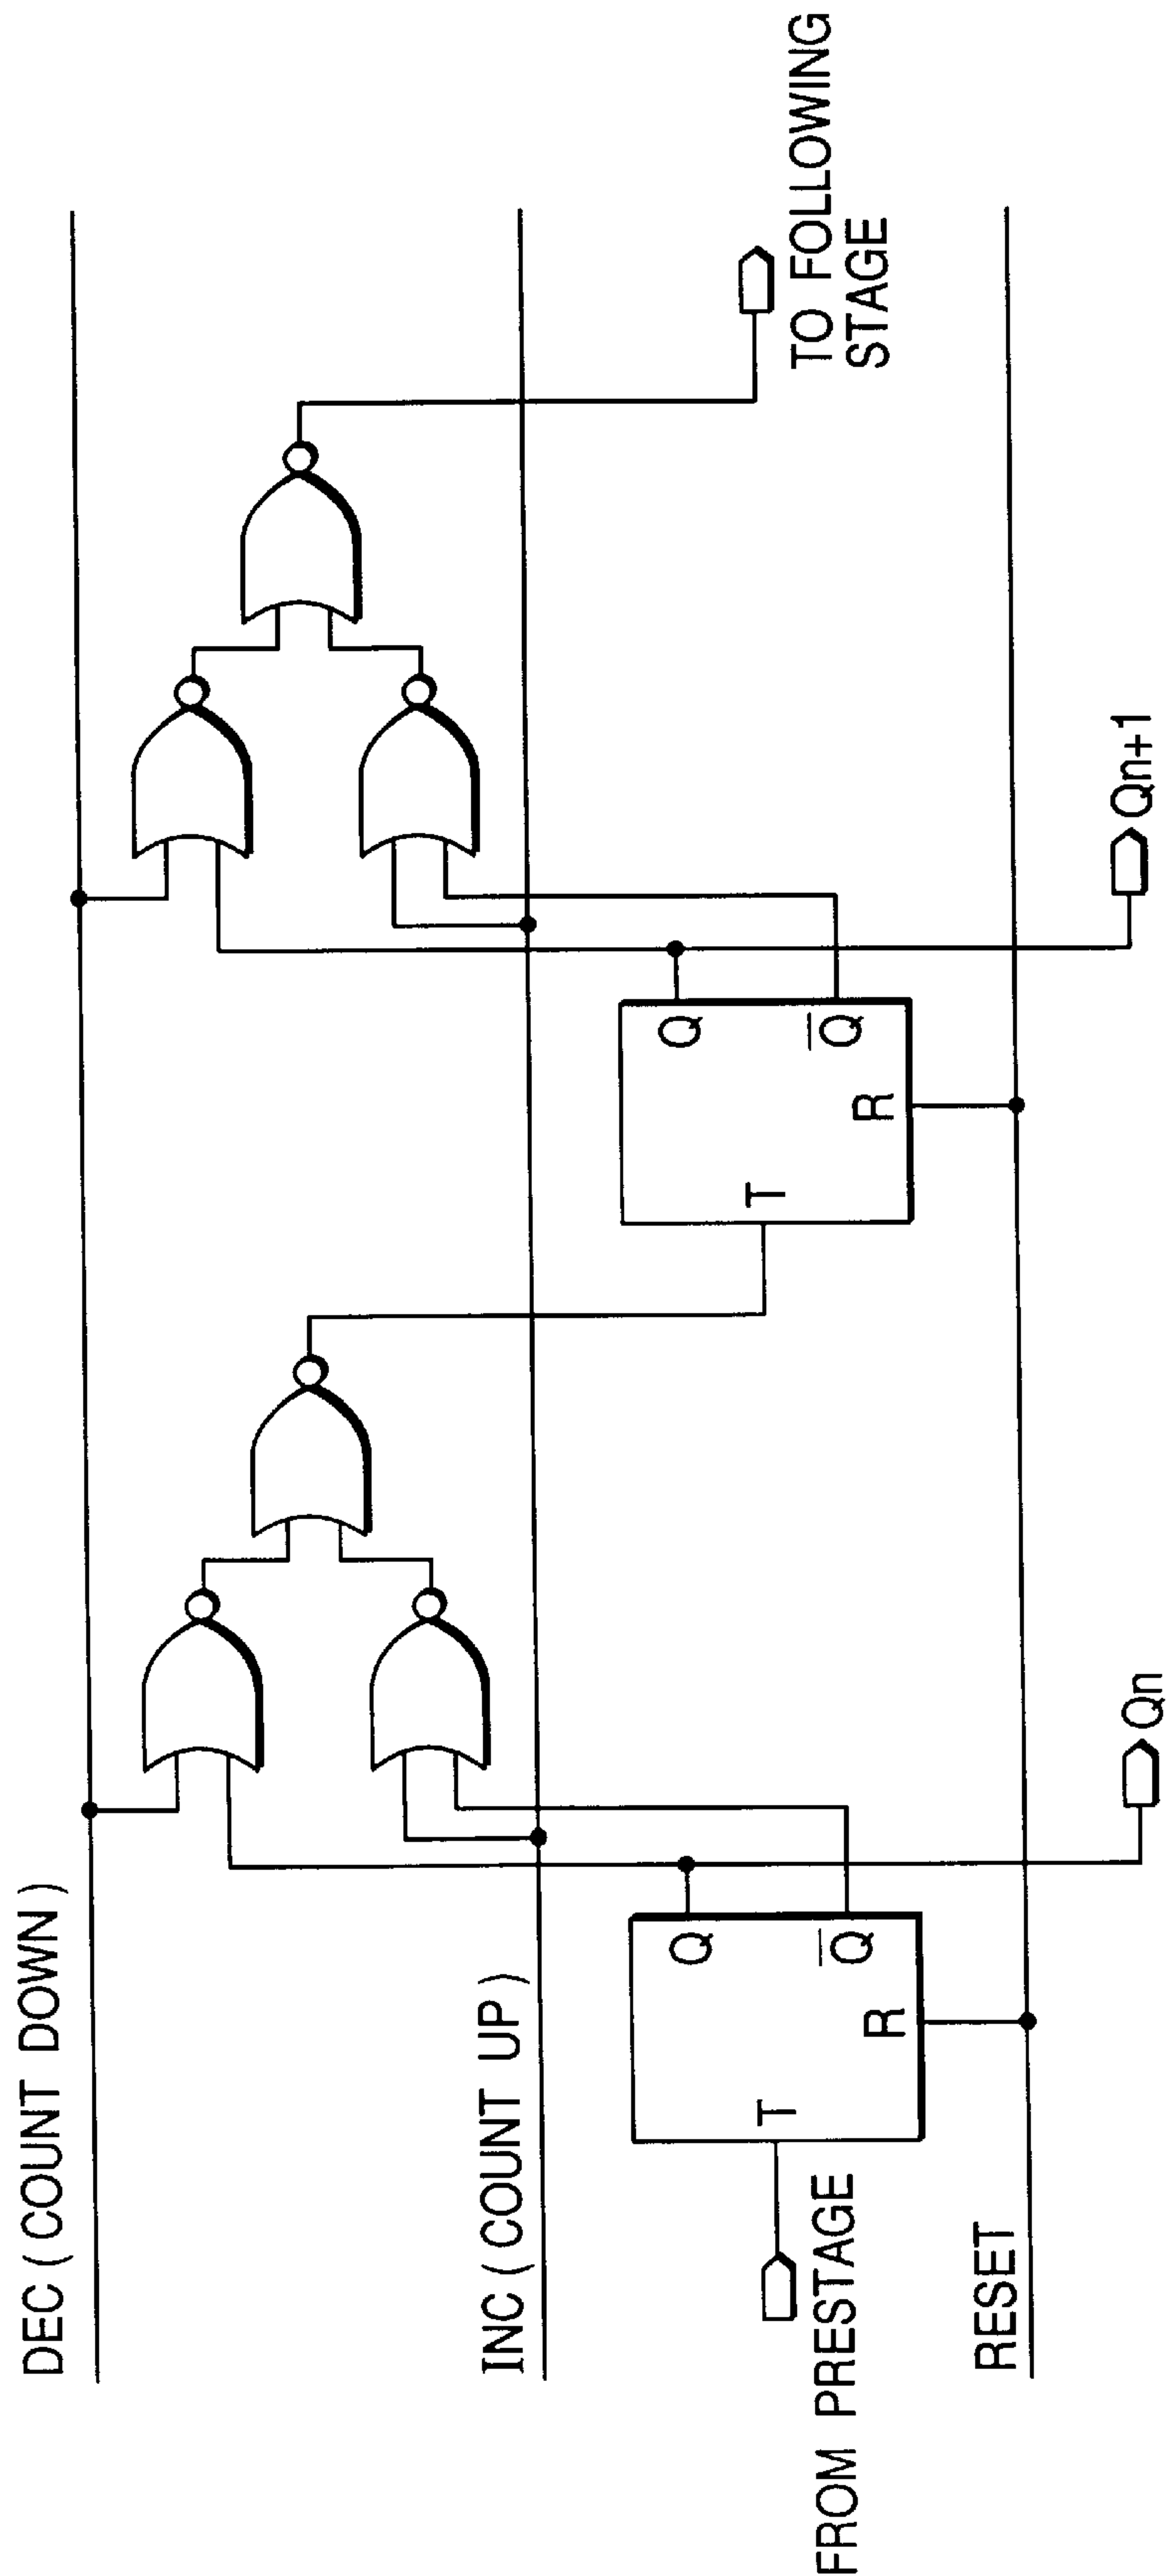 DEC ( COUNT DOWN )
INC ( COUNT UP )
FROM PRESTAGE
RESET
T
Q
Q̅
R
Qn
T
Q
Q̅
R
Qn+1
TO FOLLOWING
STAGE